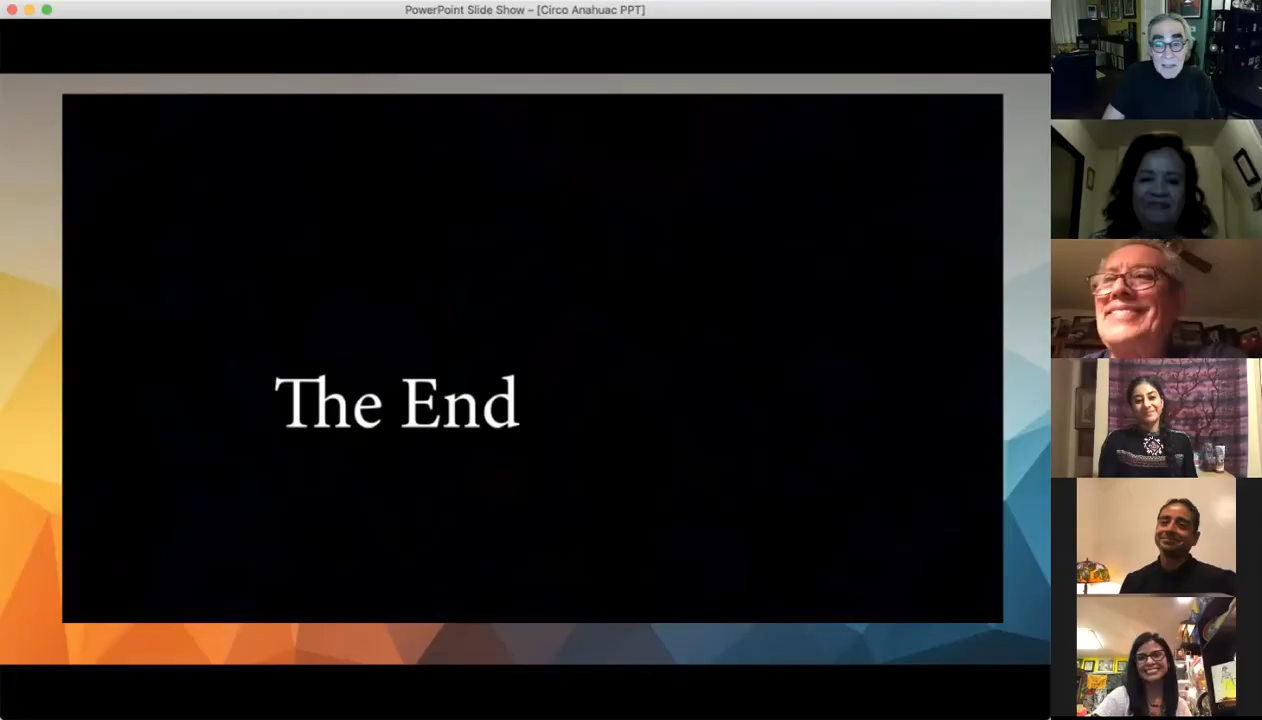 PowerPoint Slide Show – [Circo Anahuac PPT]
The End